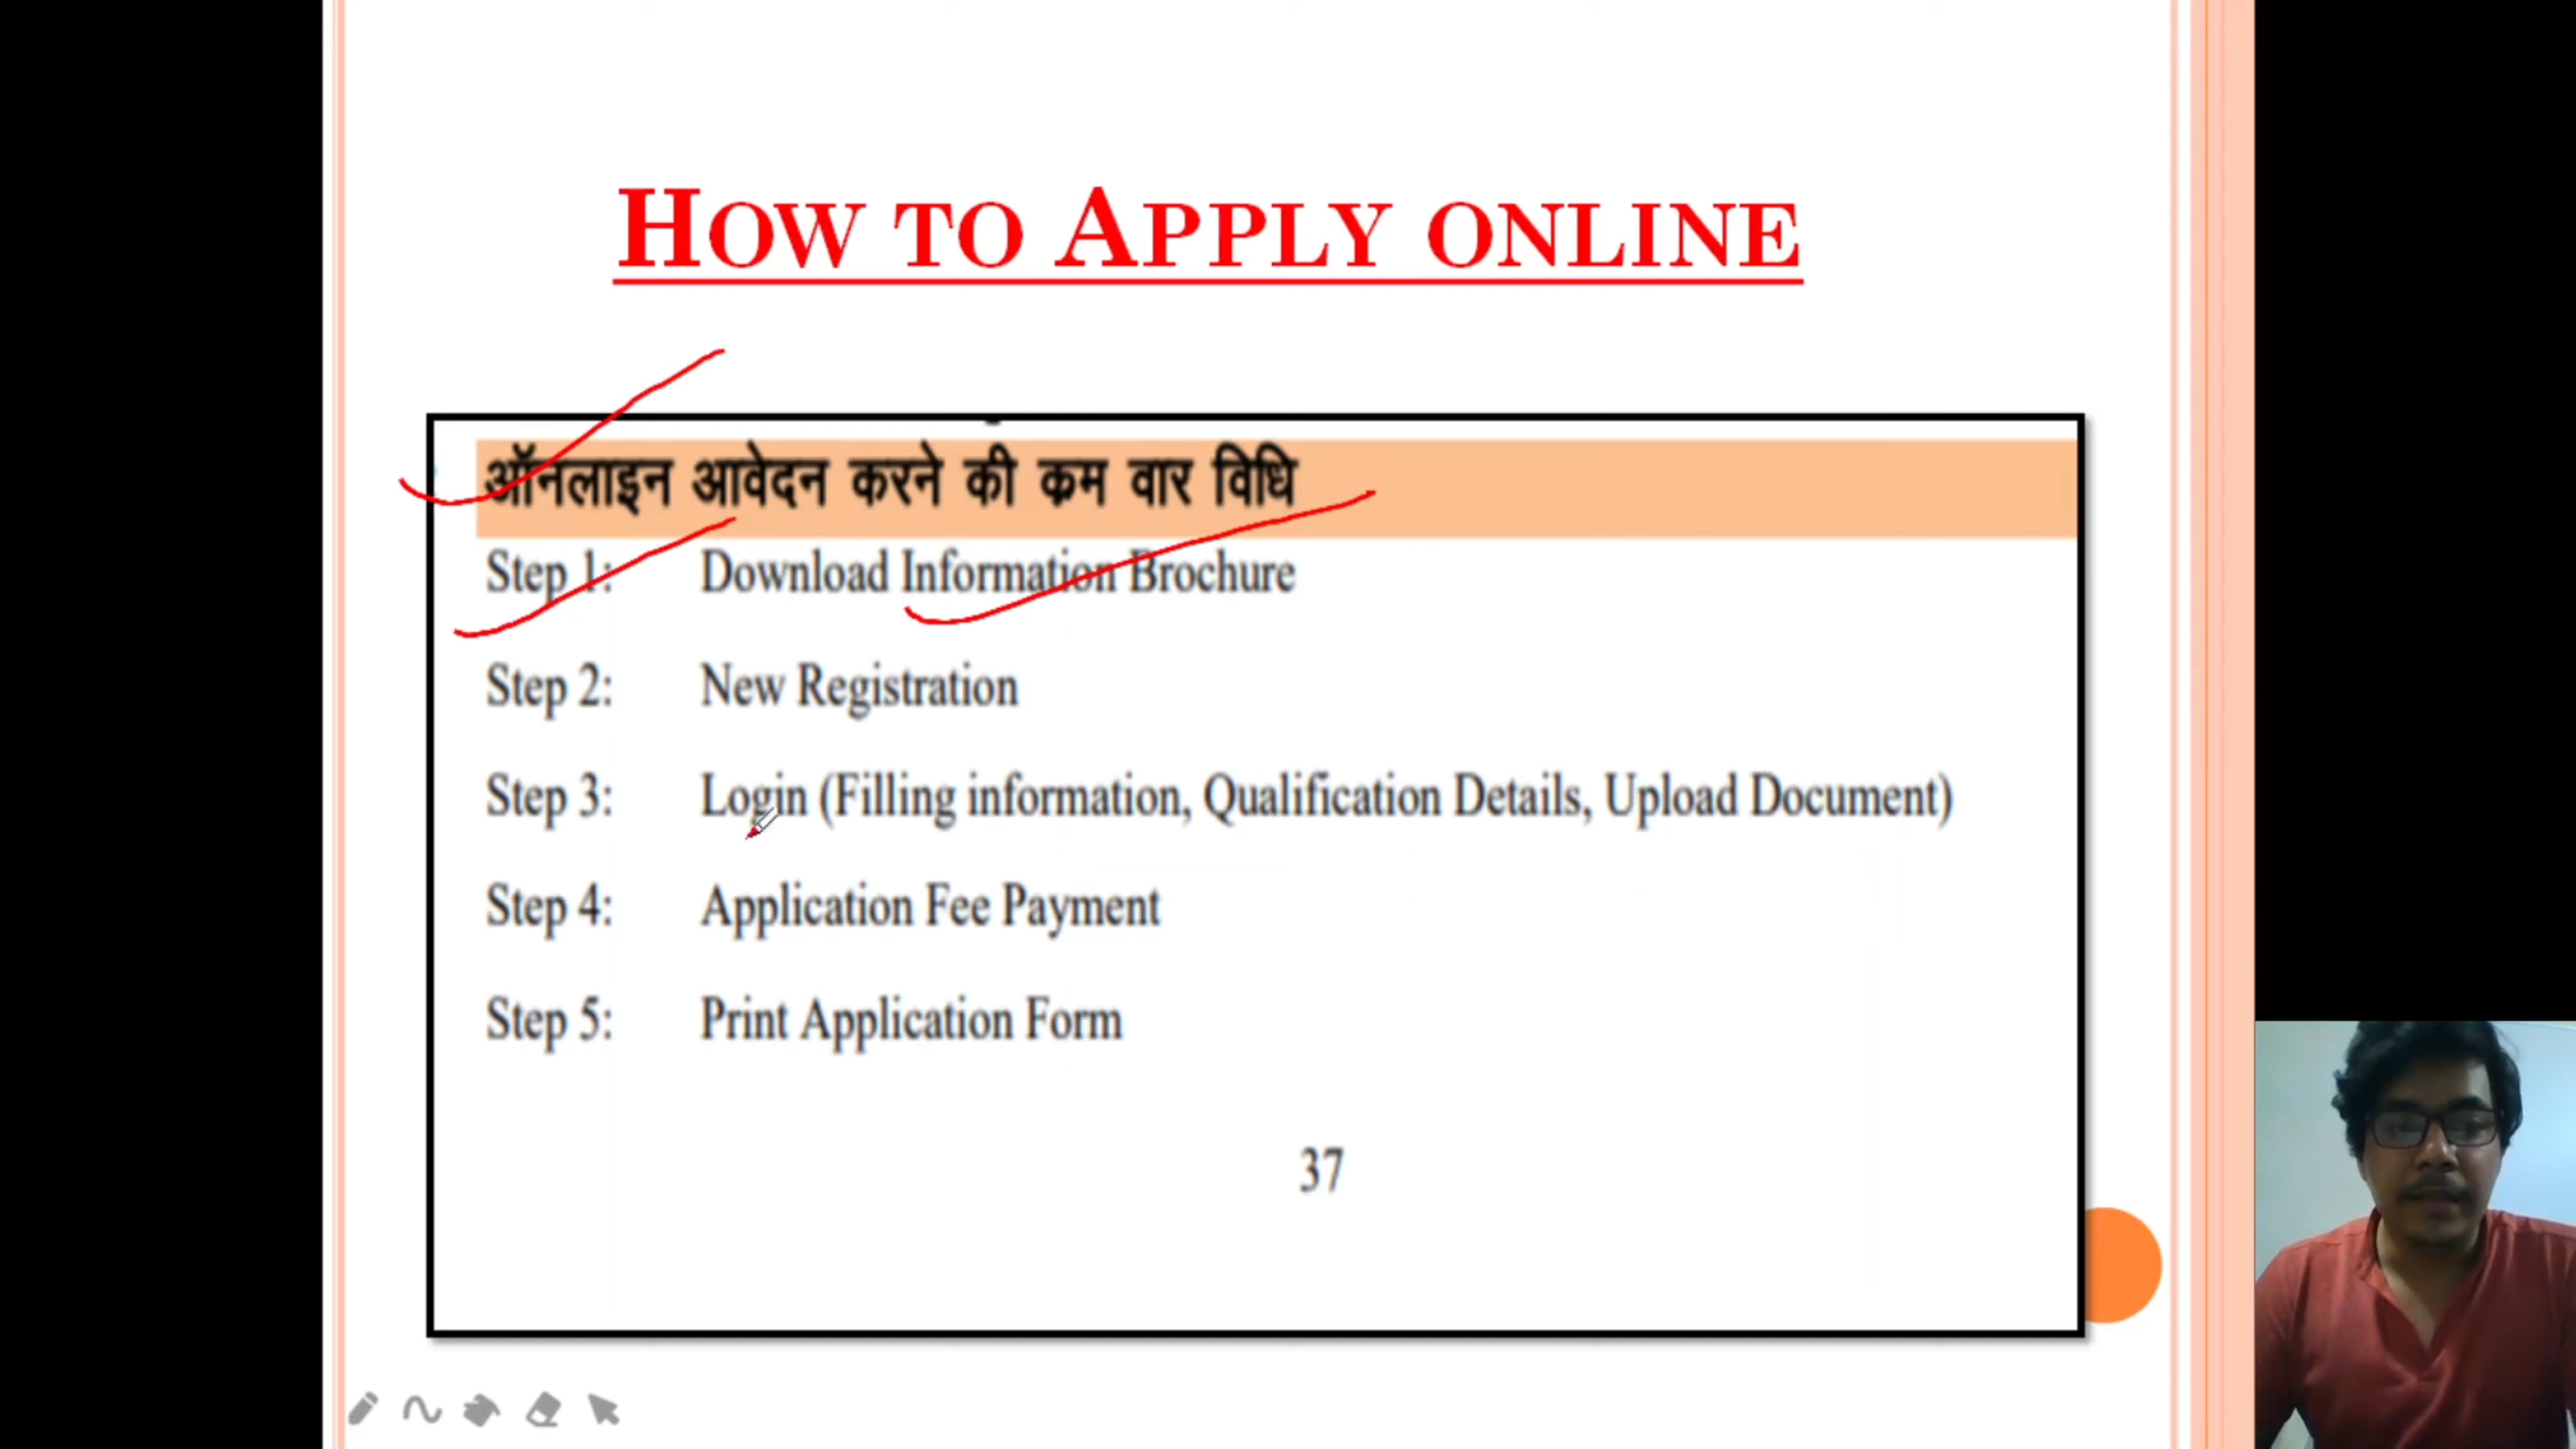 How to Apply online
ऑनलाइन आवेदन करने की क्रम वार विधि
Step 1: Download Information Brochure
Step 2: New Registration
Step 3: Login (Filling information, Qualification Details, Upload Document)
Step 4: Application Fee Payment
Step 5: Print Application Form
37